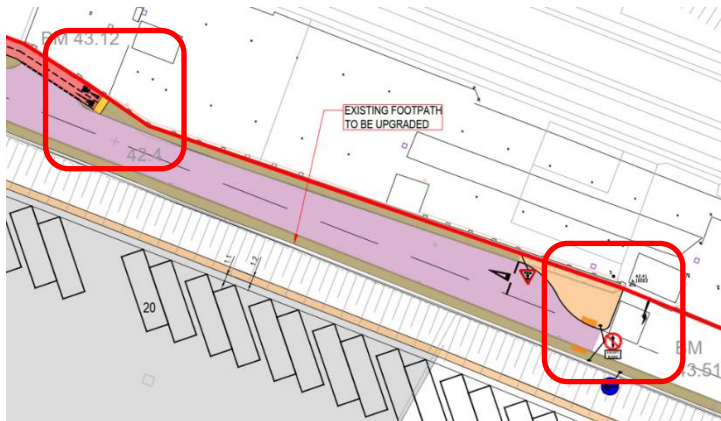 BM 43.12
EXISTING FOOTPATH
TO BE UPGRADED
42.4
1.1
1.2
20
BM
43.51